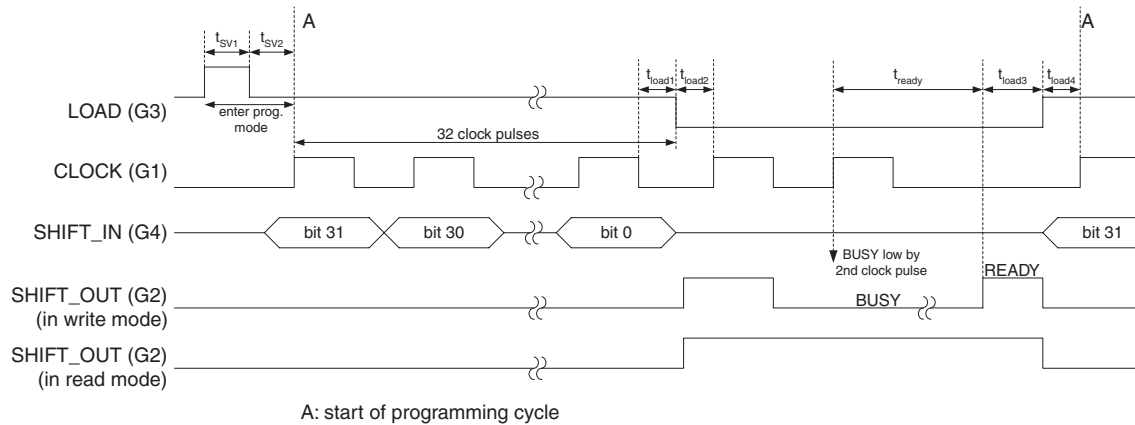 A
A
tSV1
tSV2
tload1
tload2
tready
tload3
tload4
LOAD (G3)
enter prog.
mode
32 clock pulses
CLOCK (G1)
SHIFT_IN (G4)
bit 31
bit 30
bit 0
bit 31
BUSY low by
2nd clock pulse
READY
SHIFT_OUT (G2)
(in write mode)
BUSY
SHIFT_OUT (G2)
(in read mode)
A: start of programming cycle